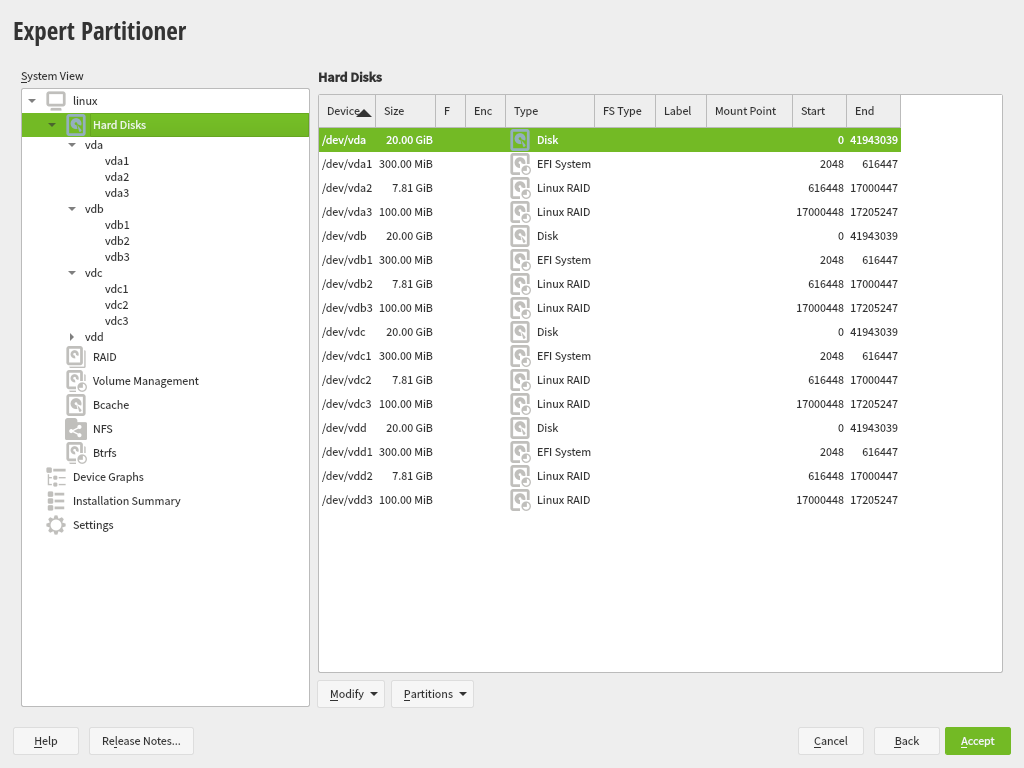 Expert Partitioner
System View
linux
Hard Disks
vda
vda1
vda2
vda3
vdb
vdb1
vdb2
vdb3
vdc
vdc1
vdc2
vdc3
vdd
RAID
Volume Management
Bcache
NFS
Btrfs
Device Graphs
Installation Summary
Settings
Hard Disks
Device Size F Enc Type FS Type Label Mount Point Start End
/dev/vda 20.00 GiB Disk 0 41943039
/dev/vda1 300.00 MiB EFI System 2048 616447
/dev/vda2 7.81 GiB Linux RAID 616448 17000447
/dev/vda3 100.00 MiB Linux RAID 17000448 17205247
/dev/vdb 20.00 GiB Disk 0 41943039
/dev/vdb1 300.00 MiB EFI System 2048 616447
/dev/vdb2 7.81 GiB Linux RAID 616448 17000447
/dev/vdb3 100.00 MiB Linux RAID 17000448 17205247
/dev/vdc 20.00 GiB Disk 0 41943039
/dev/vdc1 300.00 MiB EFI System 2048 616447
/dev/vdc2 7.81 GiB Linux RAID 616448 17000447
/dev/vdc3 100.00 MiB Linux RAID 17000448 17205247
/dev/vdd 20.00 GiB Disk 0 41943039
/dev/vdd1 300.00 MiB EFI System 2048 616447
/dev/vdd2 7.81 GiB Linux RAID 616448 17000447
/dev/vdd3 100.00 MiB Linux RAID 17000448 17205247
Modify Partitions
Help Release Notes... Cancel Back Accept